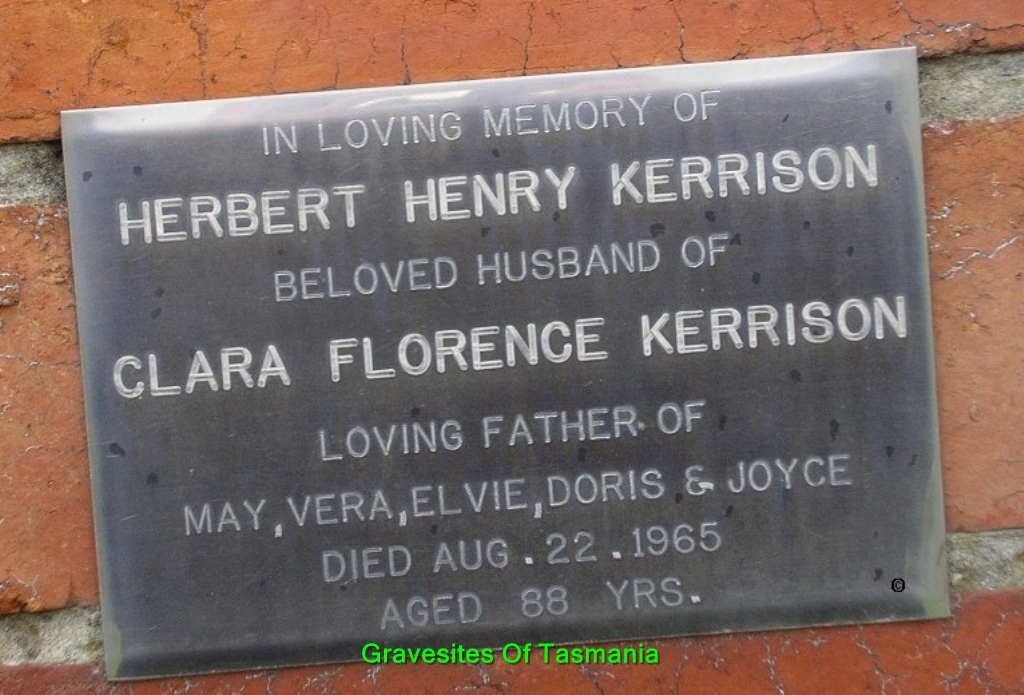 IN LOVING MEMORY OF
HERBERT HENRY KERRISON
BELOVED HUSBAND OF
CLARA FLORENCE KERRISON
LOVING FATHER OF
MAY, VERA, ELVIE, DORIS & JOYCE
DIED AUG. 22. 1965
AGED 88 YRS.
©
Gravesites Of Tasmania